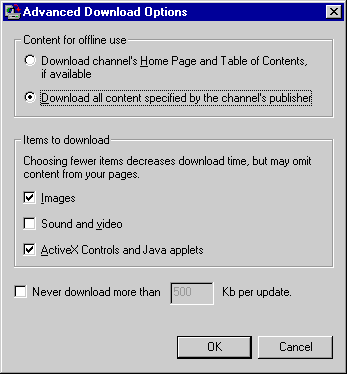 Advanced Download Options
Content for offline use
Download channel's Home Page and Table of Contents,
if available
Download all content specified by the channel's publisher
Items to download
Choosing fewer items decreases download time, but may omit
content from your pages.
Images
Sound and video
ActiveX Controls and Java applets
Never download more than 500 Kb per update.
OK Cancel